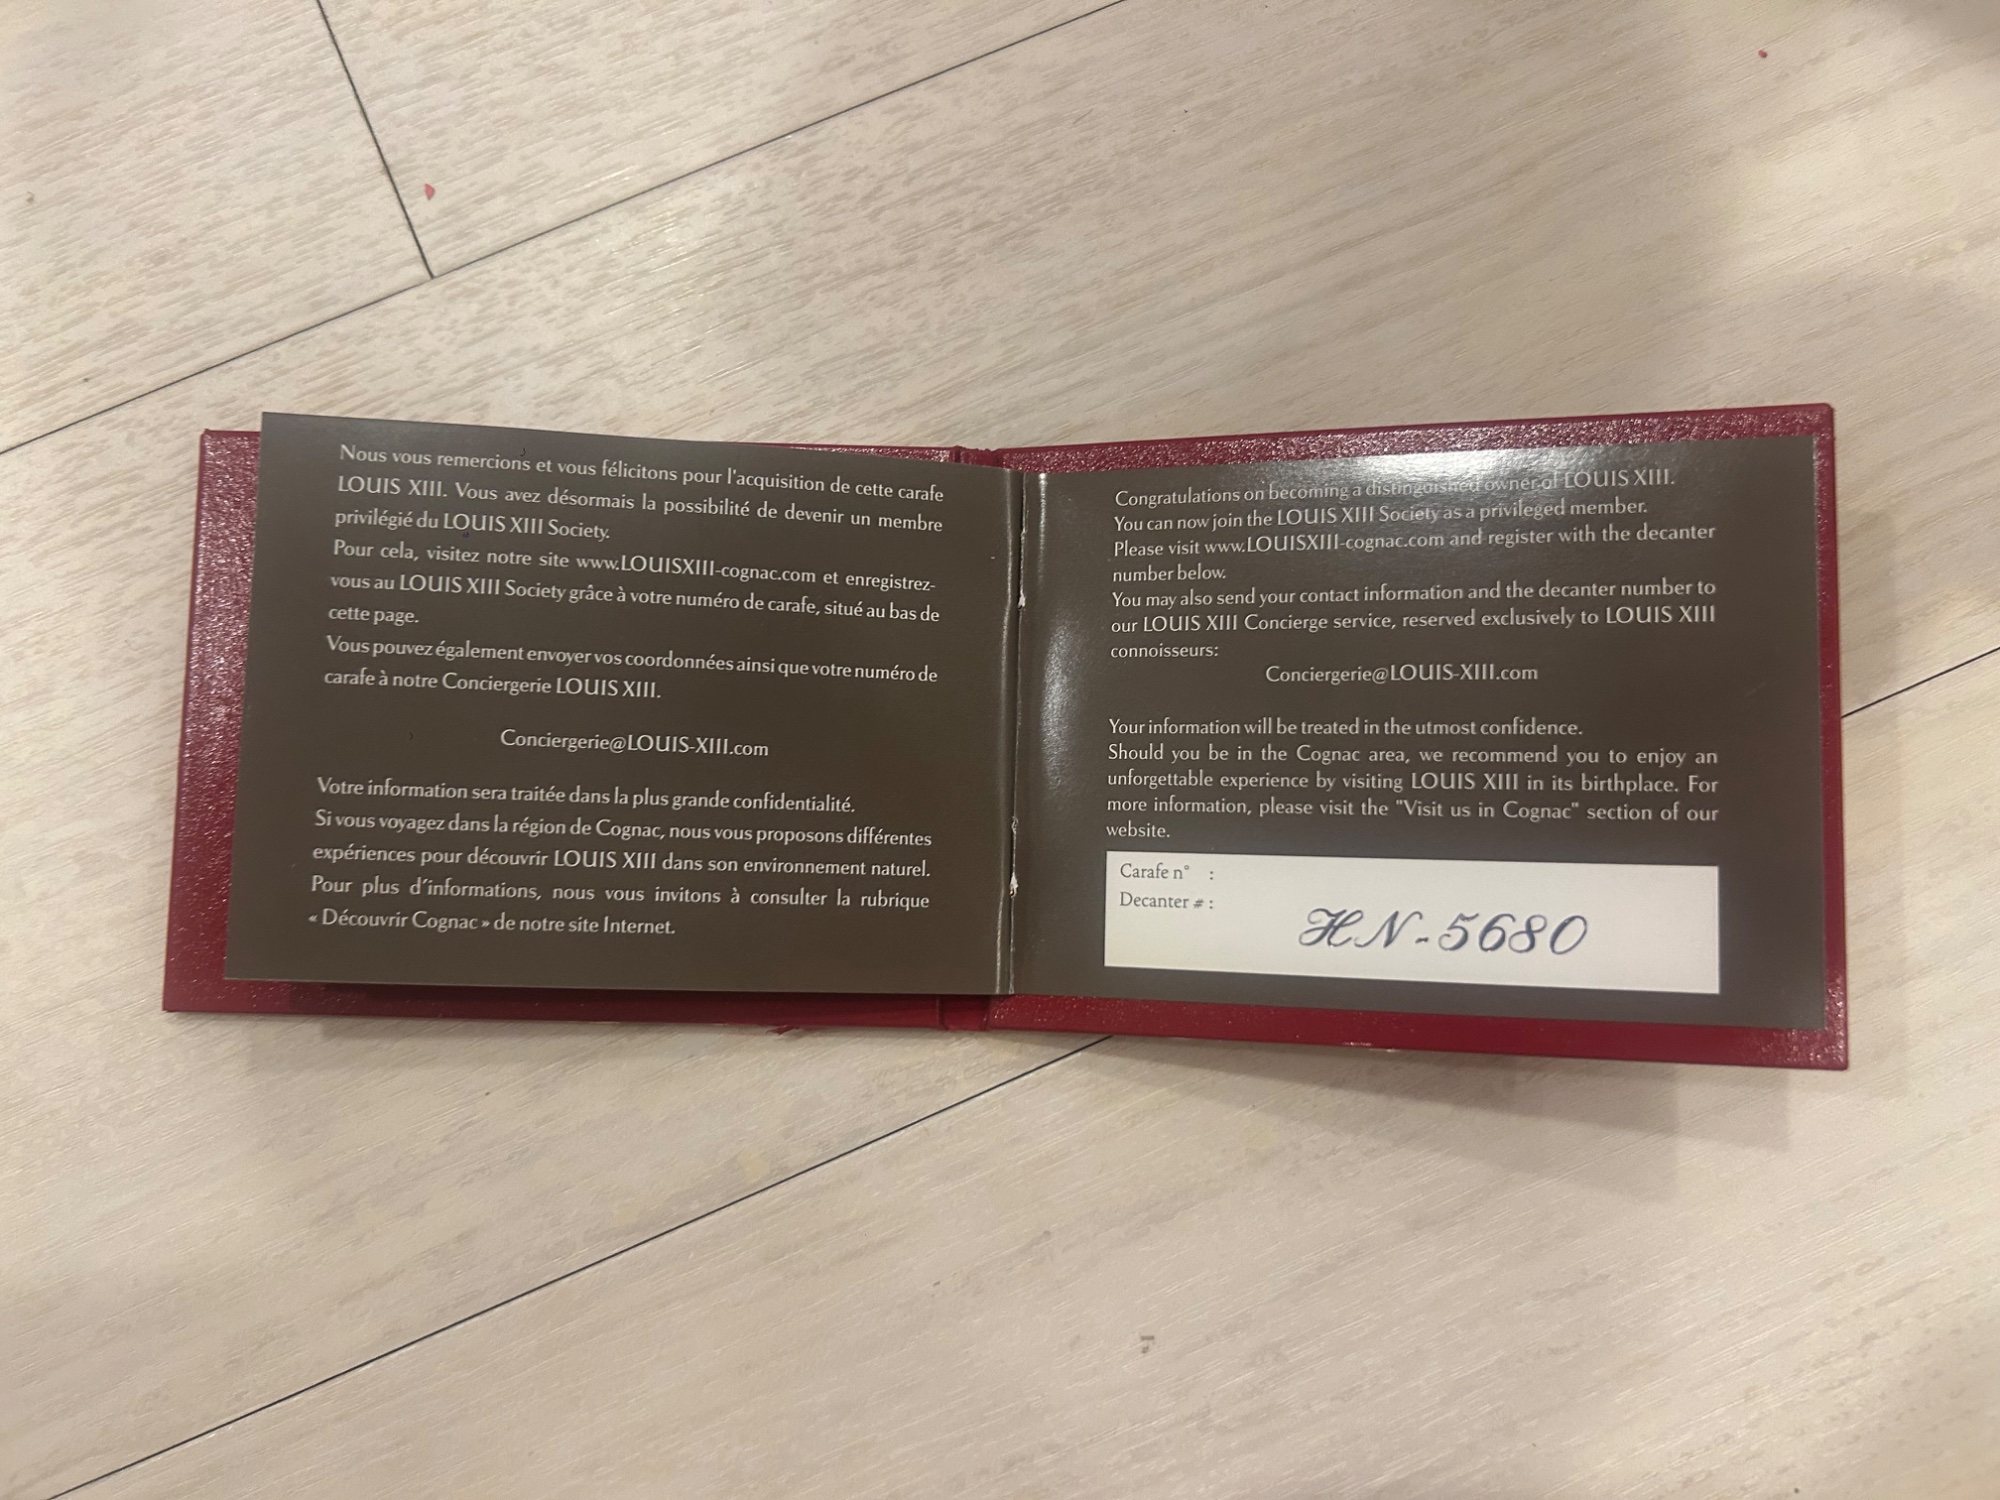 Nous vous remercions et vous félicitons pour l'acquisition de cette carafe
LOUIS XIII. Vous avez désormais la possibilité de devenir un membre
privilégié du LOUIS XIII Society.
Pour cela, visitez notre site www.LOUISXIII-cognac.com et enregistrez-
vous au LOUIS XIII Society grâce à votre numéro de carafe, situé au bas de
cette page.
Vous pouvez également envoyer vos coordonnées ainsi que votre numéro de
carafe à notre Conciergerie LOUIS XIII.
Conciergerie@LOUIS-XIII.com
Votre information sera traitée dans la plus grande confidentialité.
Si vous voyagez dans la région de Cognac, nous vous proposons différentes
expériences pour découvrir LOUIS XIII dans son environnement naturel.
Pour plus d'informations, nous vous invitons à consulter la rubrique
« Découvrir Cognac » de notre site Internet.
Congratulations on becoming a distinguished owner of LOUIS XIII.
You can now join the LOUIS XIII Society as a privileged member.
Please visit www.LOUISXIII-cognac.com and register with the decanter
number below.
You may also send your contact information and the decanter number to
our LOUIS XIII Concierge service, reserved exclusively to LOUIS XIII
connoisseurs:
Conciergerie@LOUIS-XIII.com
Your information will be treated in the utmost confidence.
Should you be in the Cognac area, we recommend you to enjoy an
unforgettable experience by visiting LOUIS XIII in its birthplace. For
more information, please visit the "Visit us in Cognac" section of our
website.
Carafe n° :
Decanter # :
HN-5680